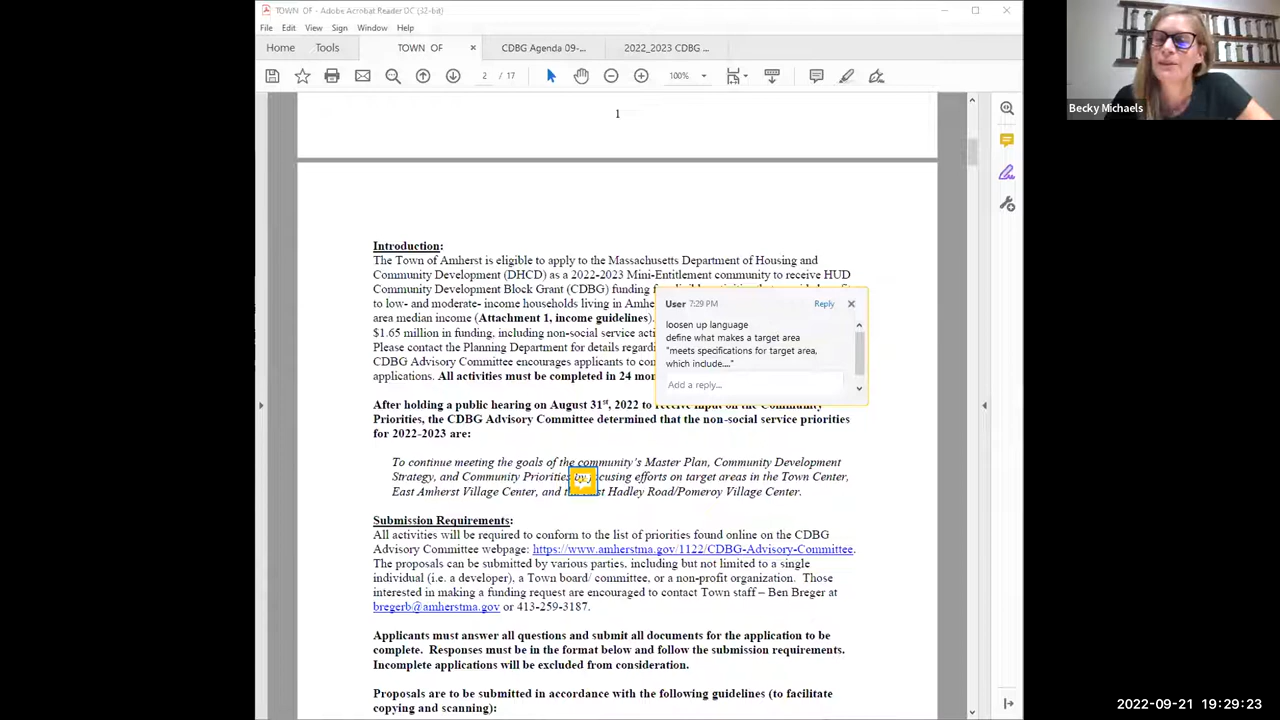 TOWN OF - Adobe Acrobat Reader DC (32-bit)
File Edit View Sign Window Help
Home Tools TOWN OF × CDBG Agenda 09-... 2022_2023 CDBG ...
2 / 17 100%
Becky Michaels
1
Introduction:
The Town of Amherst is eligible to apply to the Massachusetts Department of Housing and
Community Development (DHCD) as a 2022-2023 Mini-Entitlement community to receive HUD
Community Development Block Grant (CDBG) funding
to low- and moderate- income households living in
area median income (Attachment 1, income guidelines).
$1.65 million in funding, including non-social service
Please contact the Planning Department for details
CDBG Advisory Committee encourages applicants to
applications. All activities must be completed in 24
User 7:29 PM Reply
loosen up language
define what makes a target area
"meets specifications for target area,
which include...."
Add a reply...
After holding a public hearing on August 31st, 2022 to receive input on the Community
Priorities, the CDBG Advisory Committee determined that the non-social service priorities
for 2022-2023 are:
To continue meeting the goals of the community's Master Plan, Community Development
Strategy, and Community Priorities focusing efforts on target areas in the Town Center,
East Amherst Village Center, and Hadley Road/Pomeroy Village Center.
Submission Requirements:
All activities will be required to conform to the list of priorities found online on the CDBG
Advisory Committee webpage: https://www.amherstma.gov/1122/CDBG-Advisory-Committee.
The proposals can be submitted by various parties, including but not limited to a single
individual (i.e. a developer), a Town board/ committee, or a non-profit organization. Those
interested in making a funding request are encouraged to contact Town staff – Ben Breger at
bregerb@amherstma.gov or 413-259-3187.
Applicants must answer all questions and submit all documents for the application to be
complete. Responses must be in the format below and follow the submission requirements.
Incomplete applications will be excluded from consideration.
Proposals are to be submitted in accordance with the following guidelines (to facilitate
copying and scanning):
2022-09-21 19:29:23